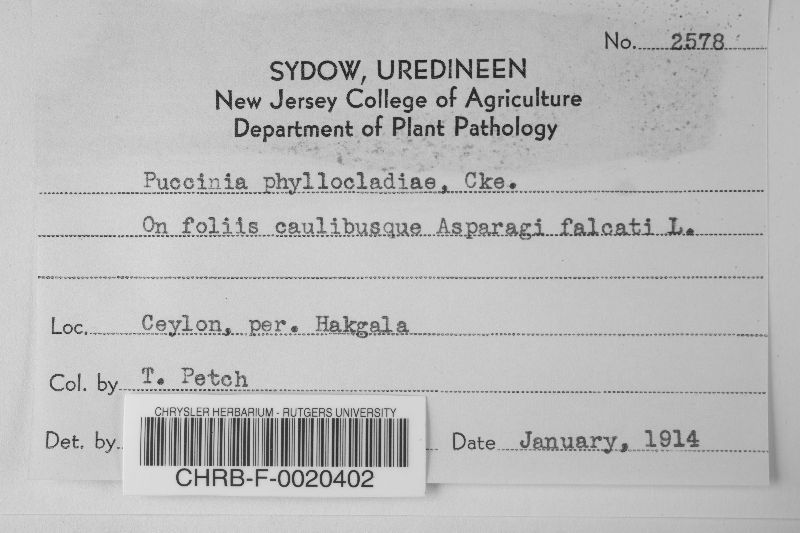 No. 2578
SYDOW, UREDINEEN
New Jersey College of Agriculture
Department of Plant Pathology
Puccinia phyllocladiae, Cke.
On foliis caulibusque Asparagi falcati L.
Loc. Ceylon, per. Hakgala
Col. by T. Petch
Det. by
Date January, 1914
CHRYSLER HERBARIUM - RUTGERS UNIVERSITY
CHRB-F-0020402